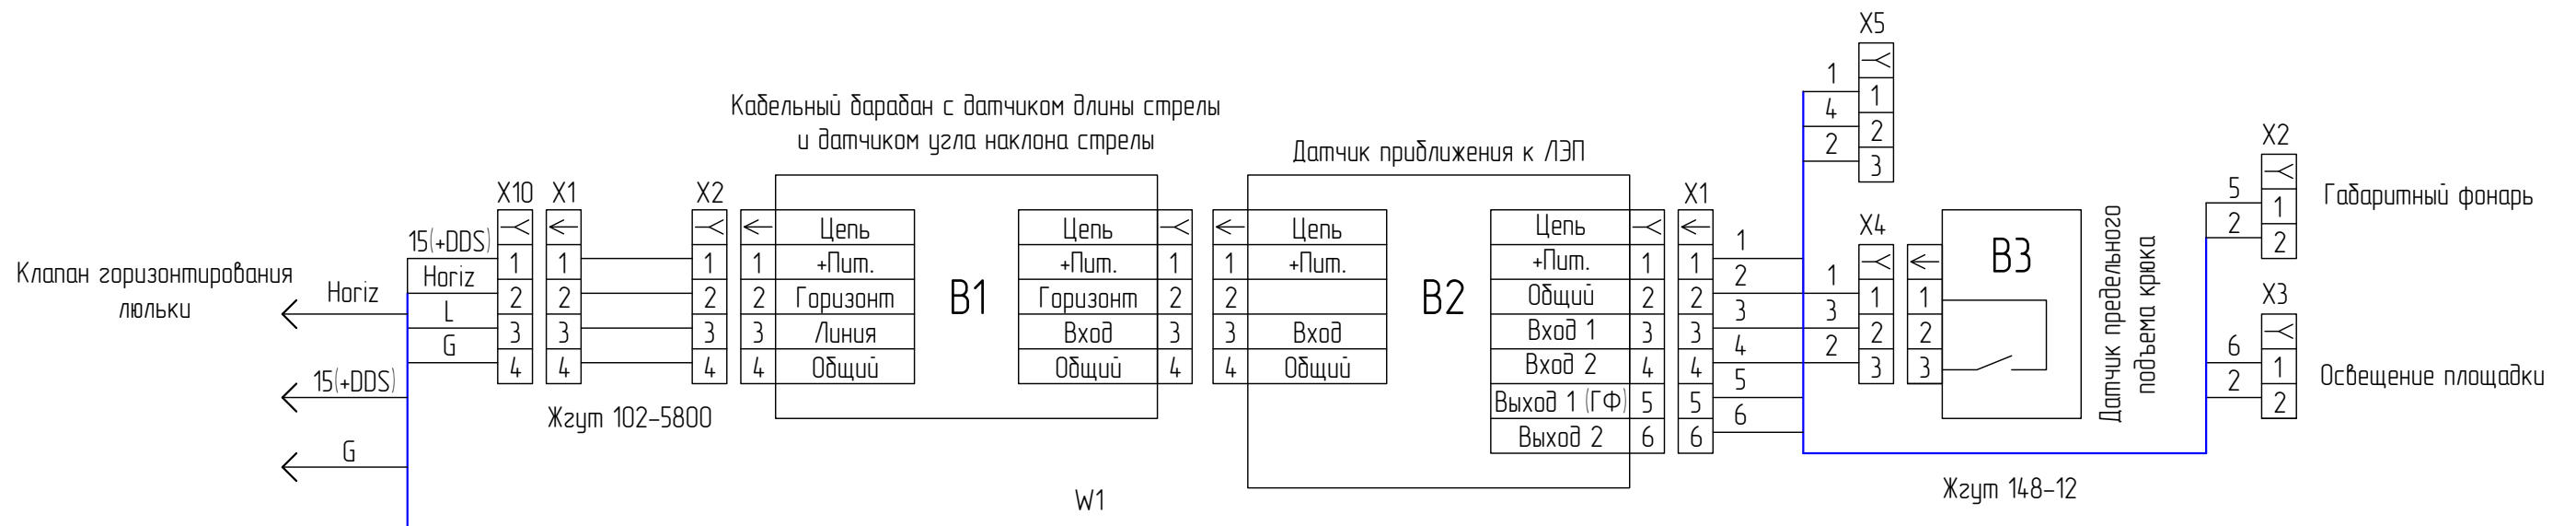 Клапан горизонтирования
люльки
Horiz
15(+DDS)
G
15(+DDS)
Horiz
L
G
X10
1
2
3
4
X1
1
2
3
4
Жгут 102-5800
X2
1
2
3
4
Кабельный барабан с датчиком длины стрелы
и датчиком угла наклона стрелы
Цепь
1 +Пит.
2 Горизонт
3 Линия
4 Общий
B1
Цепь
+Пит. 1
Горизонт 2
Вход 3
Общий 4
W1
Датчик приближения к ЛЭП
Цепь
1 +Пит.
2
3 Вход
4 Общий
B2
Цепь
+Пит. 1
Общий 2
Вход 1 3
Вход 2 4
Выход 1 (ГФ) 5
Выход 2 6
X1
1
2
3
4
5
6
1
2
3
4
5
6
X5
1
4
2
1
2
3
X4
1
3
2
1
2
3
1
2
3
B3
Датчик предельного
подъема крюка
Жгут 148-12
X2
5
2
1
2
Габаритный фонарь
X3
6
2
1
2
Освещение площадки